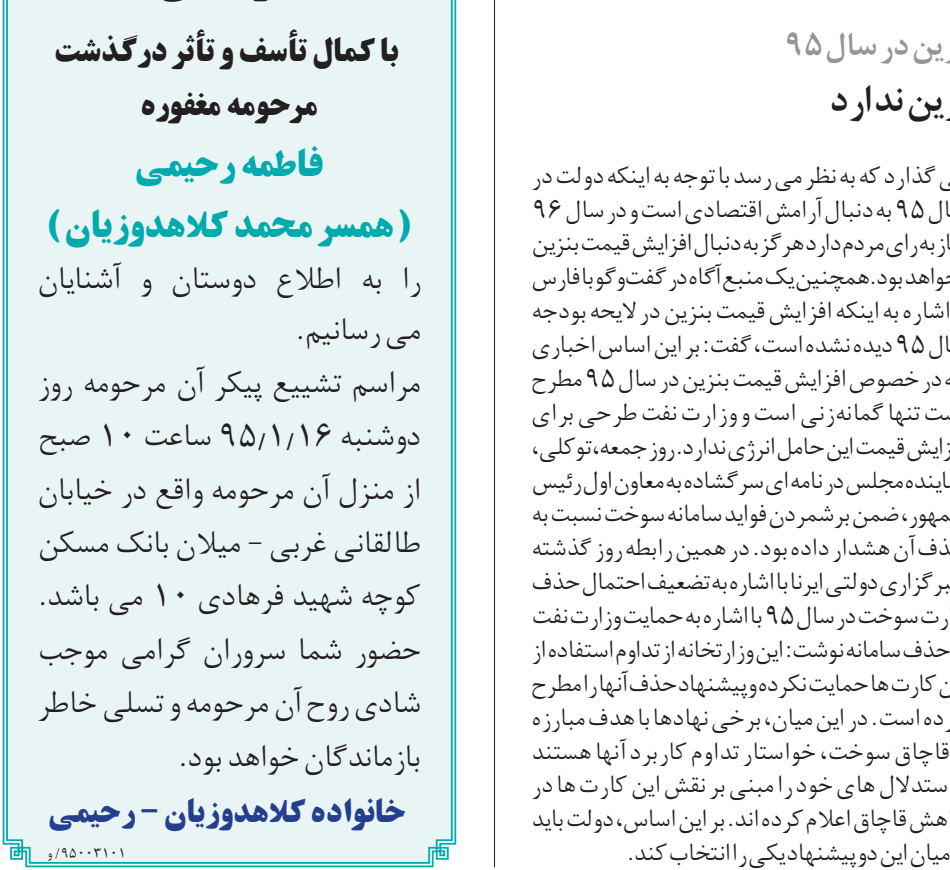 رین در سال ۹۵
رین ندارد
ی گذارد که به نظر می رسد با توجه به اینکه دولت در
ال ۹۵ به دنبال آرامش اقتصادی است و در سال ۹۶
از به رای مردم دارد هرگز به دنبال افزایش قیمت بنزین
خواهد بود. همچنین یک منبع آگاه در گفت‌وگو با فارس
اشاره به اینکه افزایش قیمت بنزین در لایحه بودجه
ال ۹۵ دیده نشده است، گفت: بر این اساس اخباری
ه در خصوص افزایش قیمت بنزین در سال ۹۵ مطرح
ست تنها گمانه‌زنی است و وزارت نفت طرحی برای
زایش قیمت این حامل انرژی ندارد. روز جمعه، توکلی،
ماینده مجلس در نامه ای سرگشاده به معاون اول رئیس
مهور، ضمن برشمردن فواید سامانه سوخت نسبت به
ذف آن هشدار داده بود. در همین رابطه روز گذشته
بر گزاری دولتی ایرنا با اشاره به تضعیف احتمال حذف
ارت سوخت در سال ۹۵ با اشاره به حمایت وزارت نفت
حذف سامانه نوشت: این وزارتخانه از تداوم استفاده از
ن کارت ها حمایت نکرده و پیشنهاد حذف آنها را مطرح
رده است. در این میان، برخی نهادها با هدف مبارزه
قاچاق سوخت، خواستار تداوم کاربرد آنها هستند
ستدلال های خود را مبنی بر نقش این کارت ها در
اهش قاچاق اعلام کرده اند. بر این اساس، دولت باید
میان این دو پیشنهاد یکی را انتخاب کند.
با کمال تأسف و تأثر درگذشت
مرحومه مغفوره
فاطمه رحیمی
(همسر محمد کلاهدوزیان)
را به اطلاع دوستان و آشنایان
می رسانیم.
مراسم تشییع پیکر آن مرحومه روز
دوشنبه ۹۵/۱/۱۶ ساعت ۱۰ صبح
از منزل آن مرحومه واقع در خیابان
طالقانی غربی - میلان بانک مسکن
کوچه شهید فرهادی ۱۰ می باشد.
حضور شما سروران گرامی موجب
شادی روح آن مرحومه و تسلی خاطر
بازماندگان خواهد بود.
خانواده کلاهدوزیان - رحیمی
۹۵۰۰۳۱۰۱/و